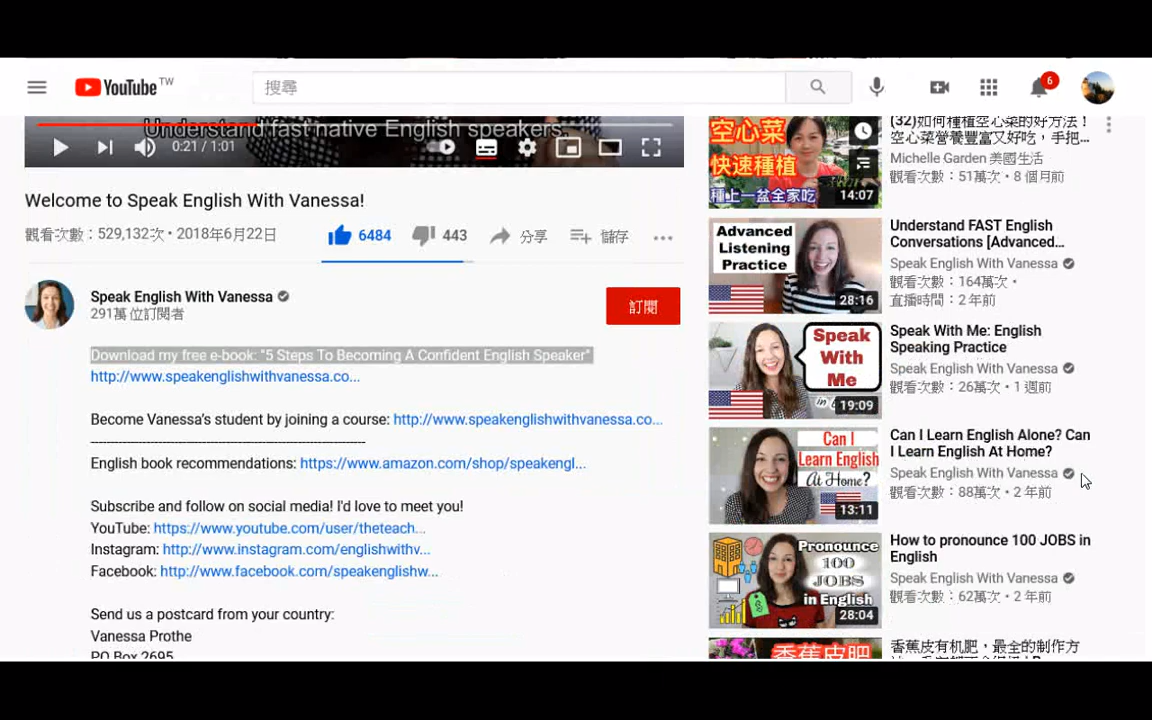 YouTube TW
搜尋
6
Understand fast native English speakers.
0:21 / 1:01
Welcome to Speak English With Vanessa!
觀看次數：529,132次 • 2018年6月22日
6484
443
分享
儲存
Speak English With Vanessa
291萬 位訂閱者
訂閱
Download my free e-book: "5 Steps To Becoming A Confident English Speaker"
http://www.speakenglishwithvanessa.co...
Become Vanessa's student by joining a course: http://www.speakenglishwithvanessa.co...
---------------------------------------------------------------------
English book recommendations: https://www.amazon.com/shop/speakengl...
Subscribe and follow on social media! I'd love to meet you!
YouTube: https://www.youtube.com/user/theteach...
Instagram: http://www.instagram.com/englishwithv...
Facebook: http://www.facebook.com/speakenglishw...
Send us a postcard from your country:
Vanessa Prothe
PO Box 2695
空心菜
快速種植
種上一盆全家吃
14:07
(32)如何種植空心菜的好方法！
空心菜營養豐富又好吃，手把...
Michelle Garden 美國生活
觀看次數：51萬次 • 8 個月前
Advanced
Listening
Practice
28:16
Understand FAST English
Conversations [Advanced...
Speak English With Vanessa
觀看次數：164萬次 •
直播時間：2 年前
Speak
With
Me
19:09
Speak With Me: English
Speaking Practice
Speak English With Vanessa
觀看次數：26萬次 • 1 週前
Can I
Learn English
At Home?
13:11
Can I Learn English Alone? Can
I Learn English At Home?
Speak English With Vanessa
觀看次數：88萬次 • 2 年前
Pronounce
100
JOBS
in English
28:04
How to pronounce 100 JOBS in
English
Speak English With Vanessa
觀看次數：62萬次 • 2 年前
香蕉皮肥
香蕉皮有机肥，最全的制作方